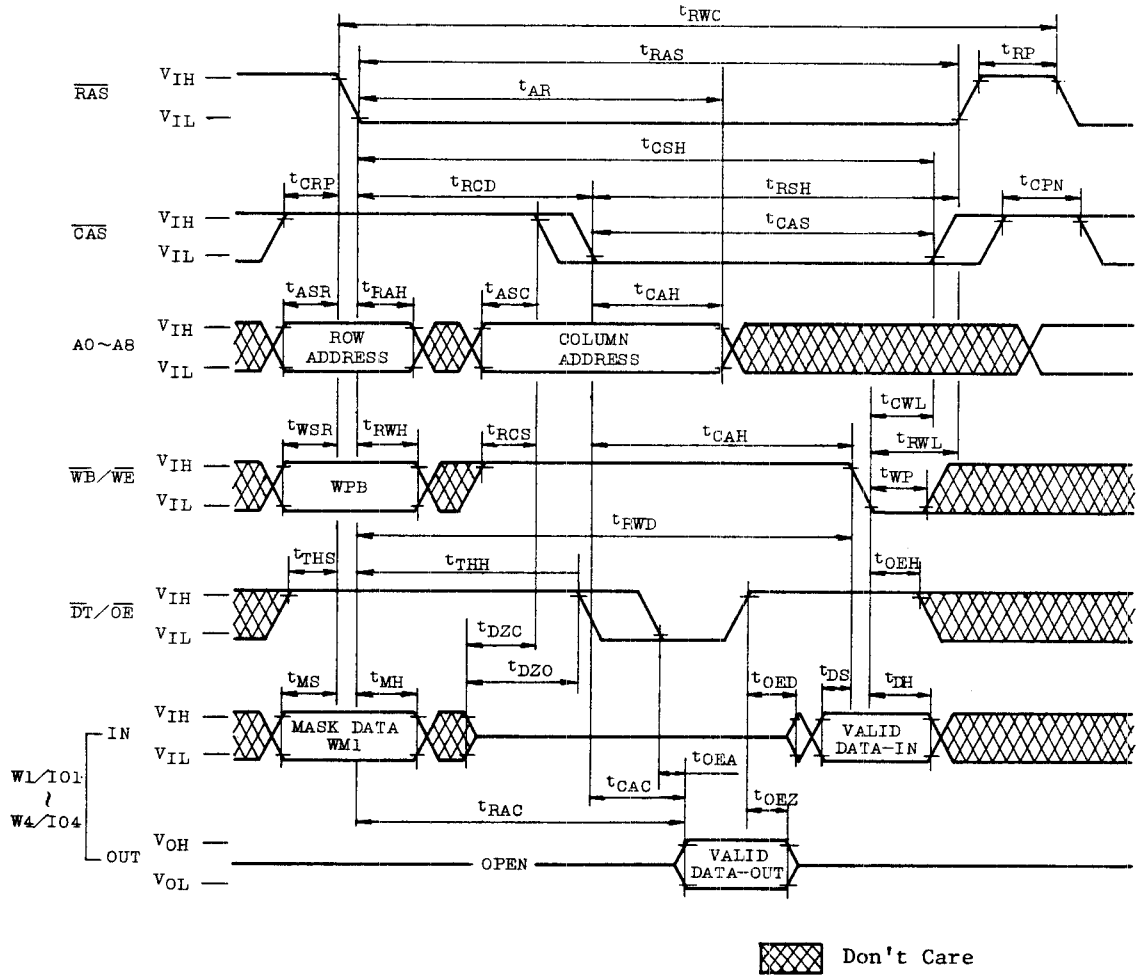 tRWC
tRAS
tRP
tAR
RAS
VIH
VIL
tCSH
tCRP
tRCD
tRSH
tCPN
CAS
VIH
VIL
tCAS
tASR
tRAH
tASC
tCAH
A0~A8
VIH
VIL
ROW
ADDRESS
COLUMN
ADDRESS
tCWL
tWSR
tRWH
tRCS
tCAH
tRWL
WB/WE
VIH
VIL
WPB
tWP
tRWD
tTHS
tTHH
tOEH
DT/OE
VIH
VIL
tDZC
tDZO
tMS
tMH
tOED
tDS
tDH
IN
VIH
VIL
MASK DATA
WM1
VALID
DATA-IN
W1/IO1
~
W4/IO4
tOEA
tCAC
tOEZ
tRAC
OUT
VOH
VOL
OPEN
VALID
DATA-OUT
Don't Care